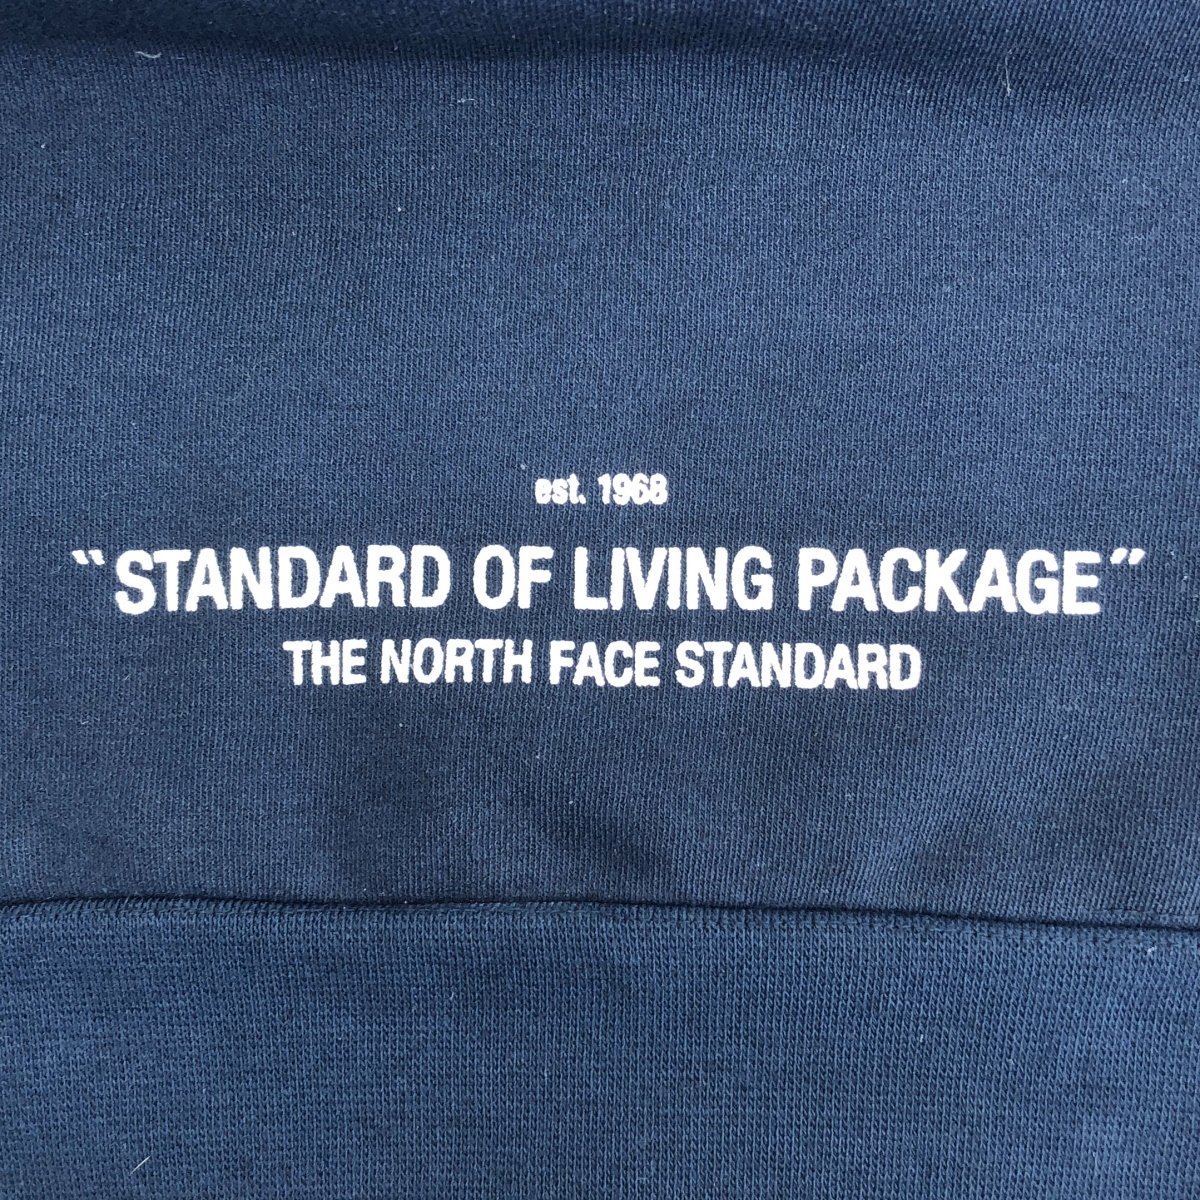 est. 1968
“STANDARD OF LIVING PACKAGE”
THE NORTH FACE STANDARD